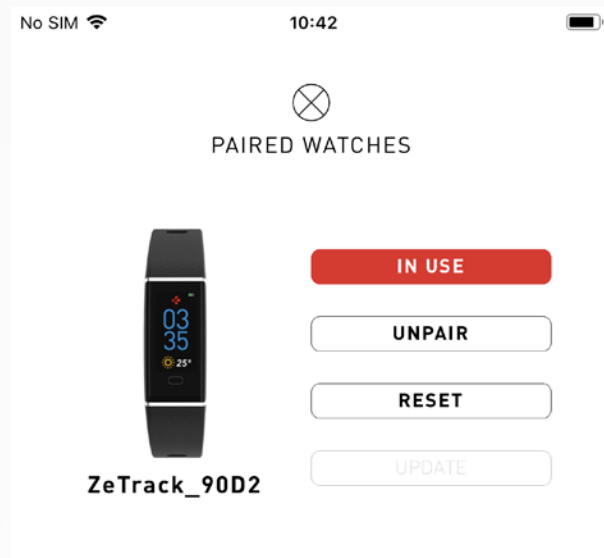 No SIM 10:42
PAIRED WATCHES
IN USE
03
35
UNPAIR
25°
RESET
UPDATE
ZeTrack_90D2